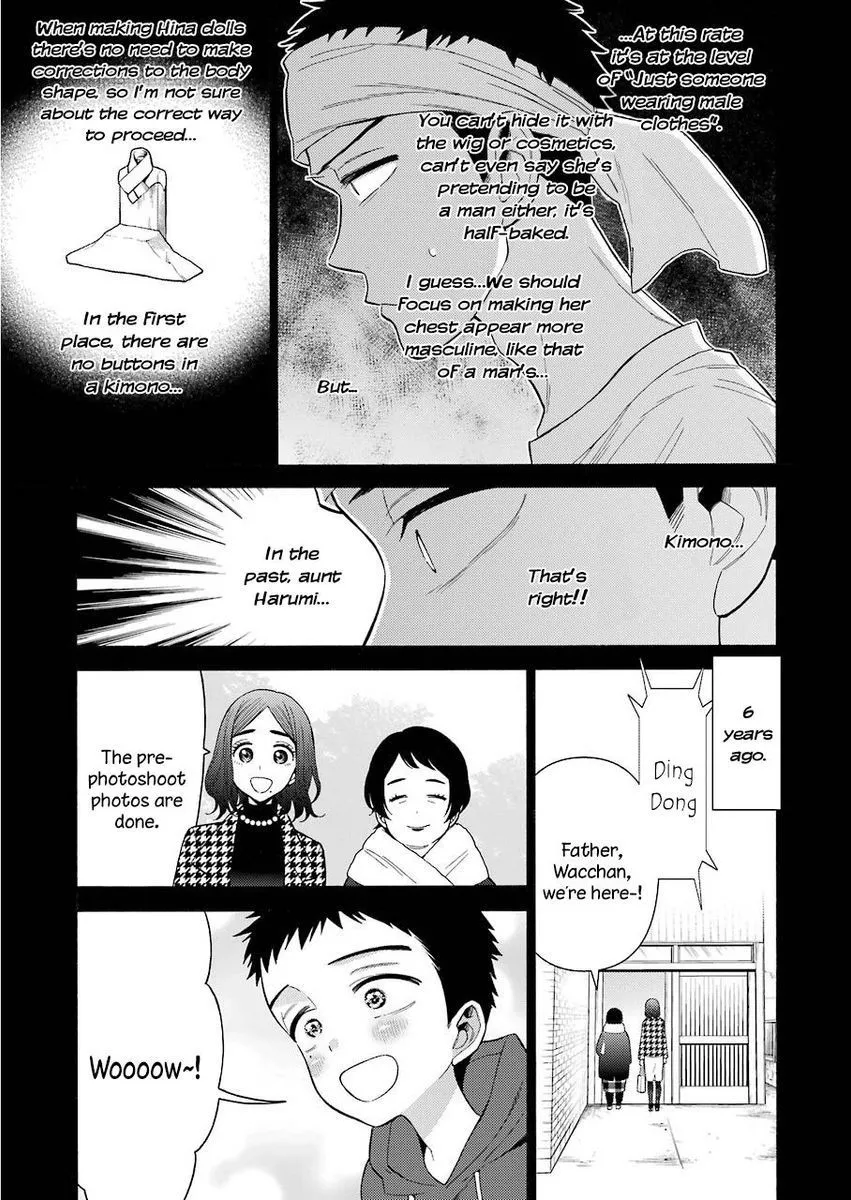 ...At this rate
it's at the level
of "Just someone
wearing male
clothes".
You can't hide it with
the wig or cosmetics,
can't even say she's
pretending to be
a man either, it's
half-baked.
I guess...We should
focus on making her
chest appear more
masculine, like that
of a man's...
But...
When making Hina dolls
there's no need to make
corrections to the body
shape, so I'm not sure
about the correct way
to proceed...
In the first
place, there are
no buttons in
a kimono...
Kimono...
That's
right!!
In the
past, aunt
Harumi...
6
years
ago.
Ding
Dong
Father,
Wacchan,
we're here-!
The pre-
photoshoot
photos are
done.
Woooow~!